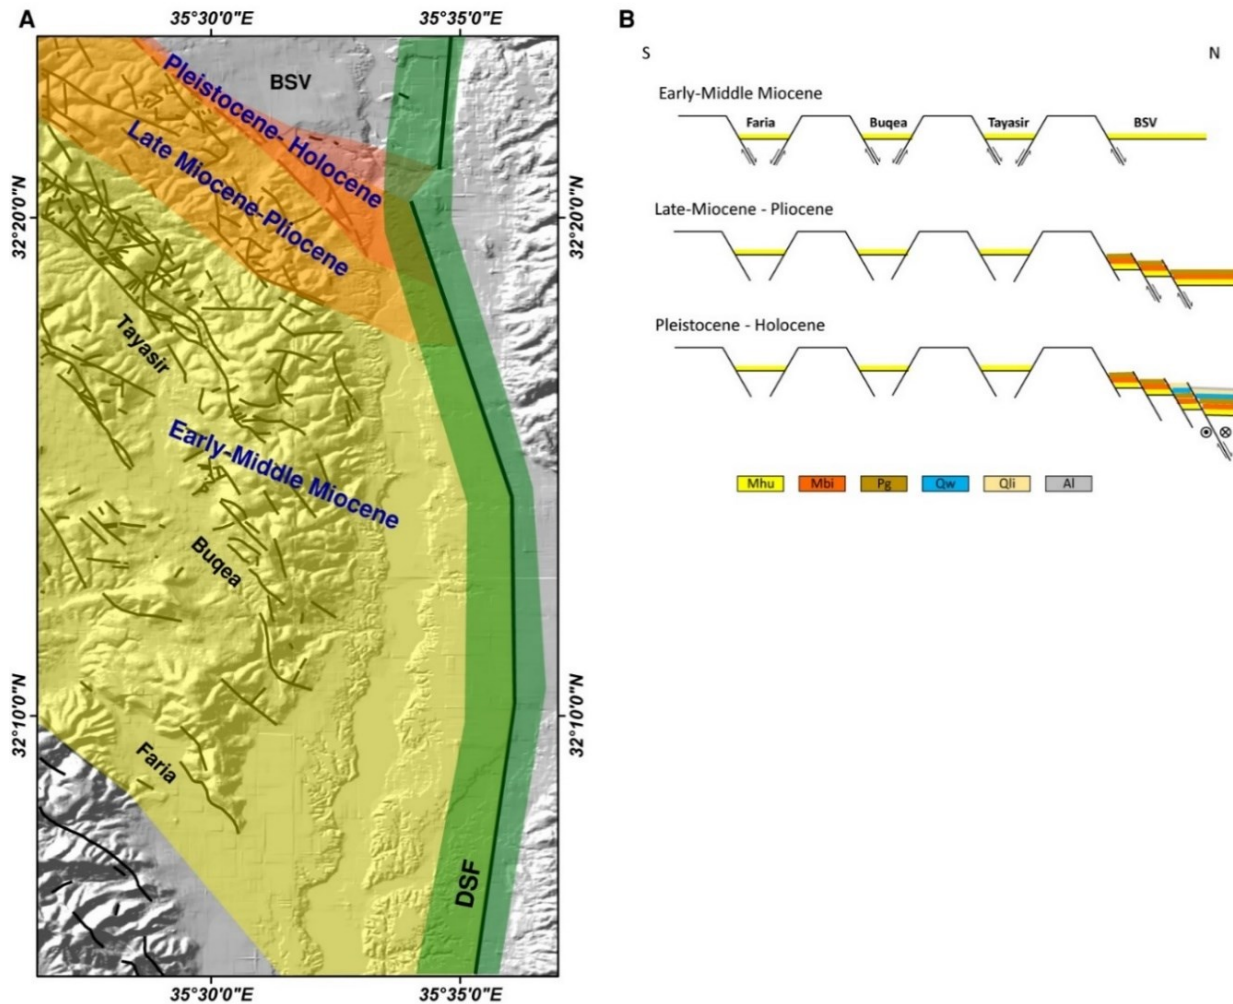 A
35°30'0"E
35°35'0"E
BSV
Pleistocene- Holocene
Late Miocene-Pliocene
32°20'0"N
32°20'0"N
Tayasir
Early-Middle Miocene
Buqea
32°10'0"N
32°10'0"N
Faria
DSF
35°30'0"E
35°35'0"E
B
S
N
Early-Middle Miocene
Faria
Buqea
Tayasir
BSV
Late-Miocene - Pliocene
Pleistocene - Holocene
Mhu
Mbi
Pg
Qw
Qli
Al